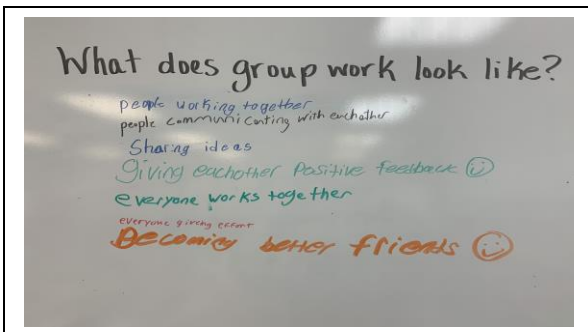 What does group work look like?
people working together
people communiconting with eachother
Sharing ideas
Giving eachother Positive feedback ☺
everyone works together
everyone giving effort
Becoming better friends ☺